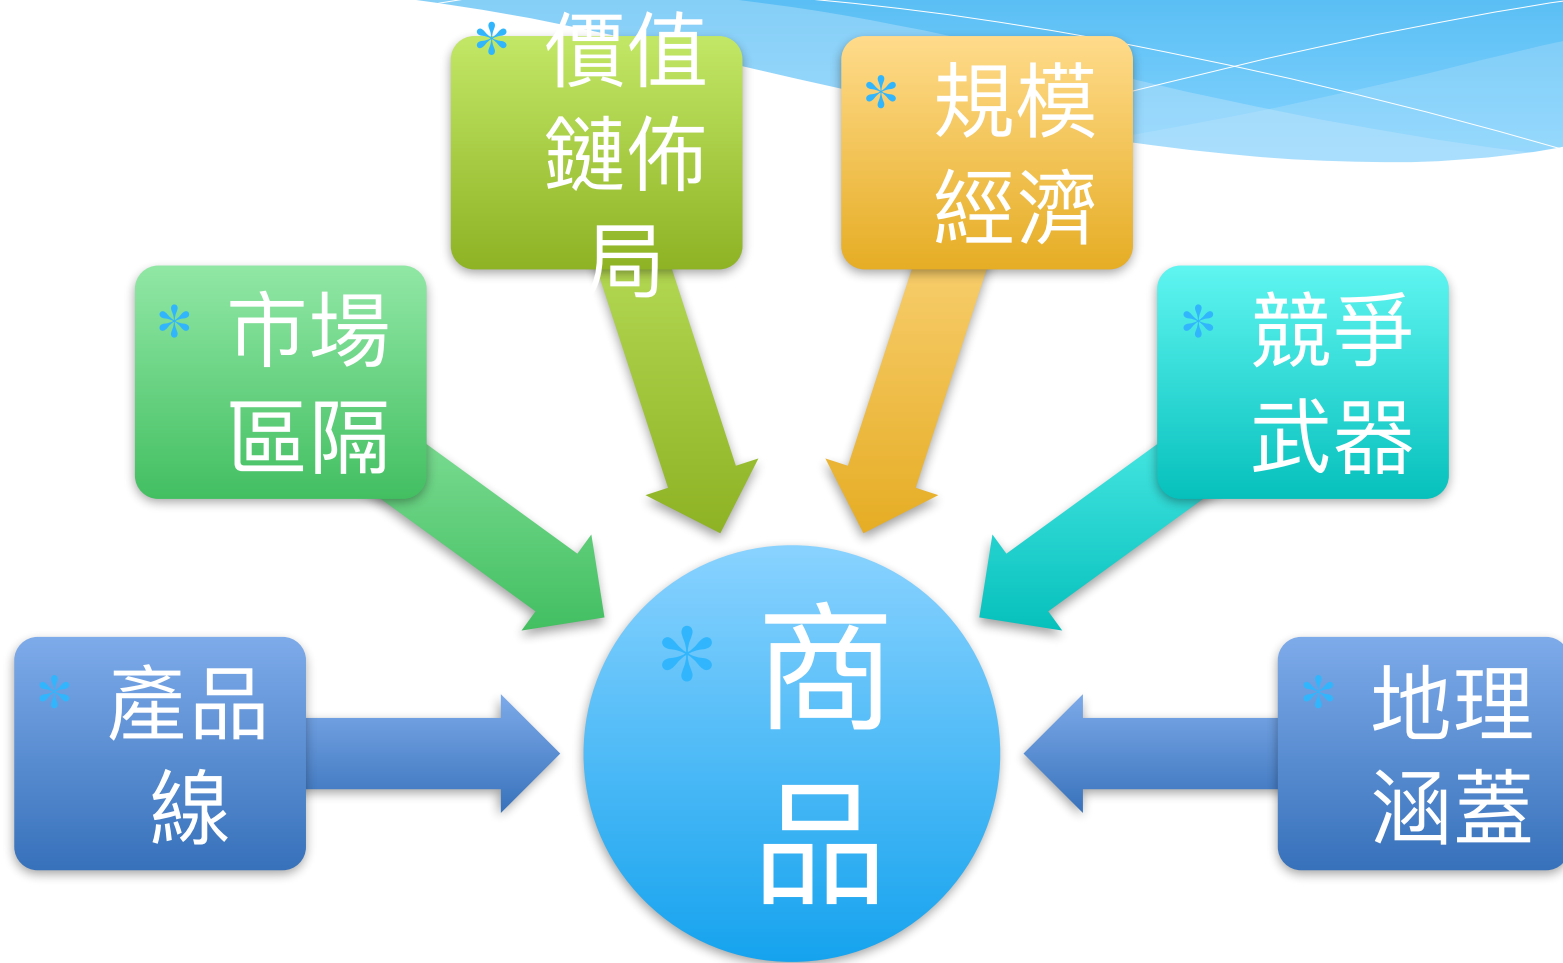 價值
鏈佈
局
規模
經濟
市場
區隔
競爭
武器
產品
線
商
品
地理
涵蓋